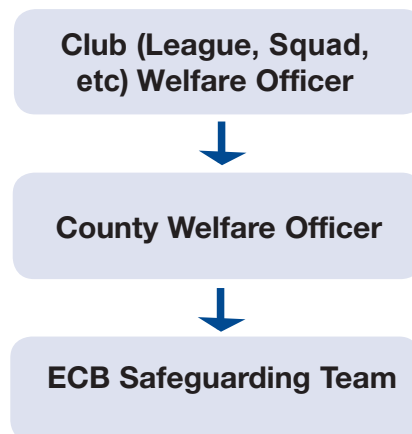 Club (League, Squad,
etc) Welfare Officer
County Welfare Officer
ECB Safeguarding Team